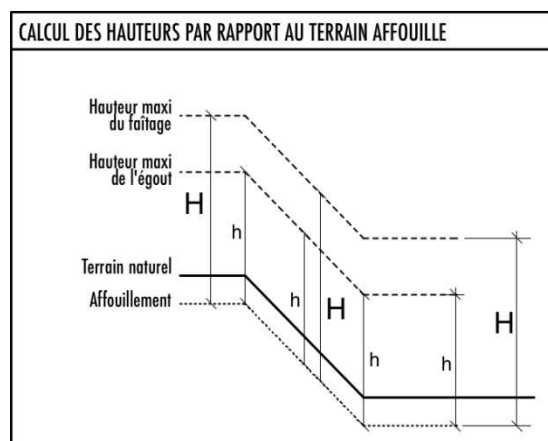 CALCUL DES HAUTEURS PAR RAPPORT AU TERRAIN AFFOUILLE
Hauteur maxi
du faîtage
Hauteur maxi
de l'égout
H
h
Terrain naturel
Affouillement
h
H
h
h
H